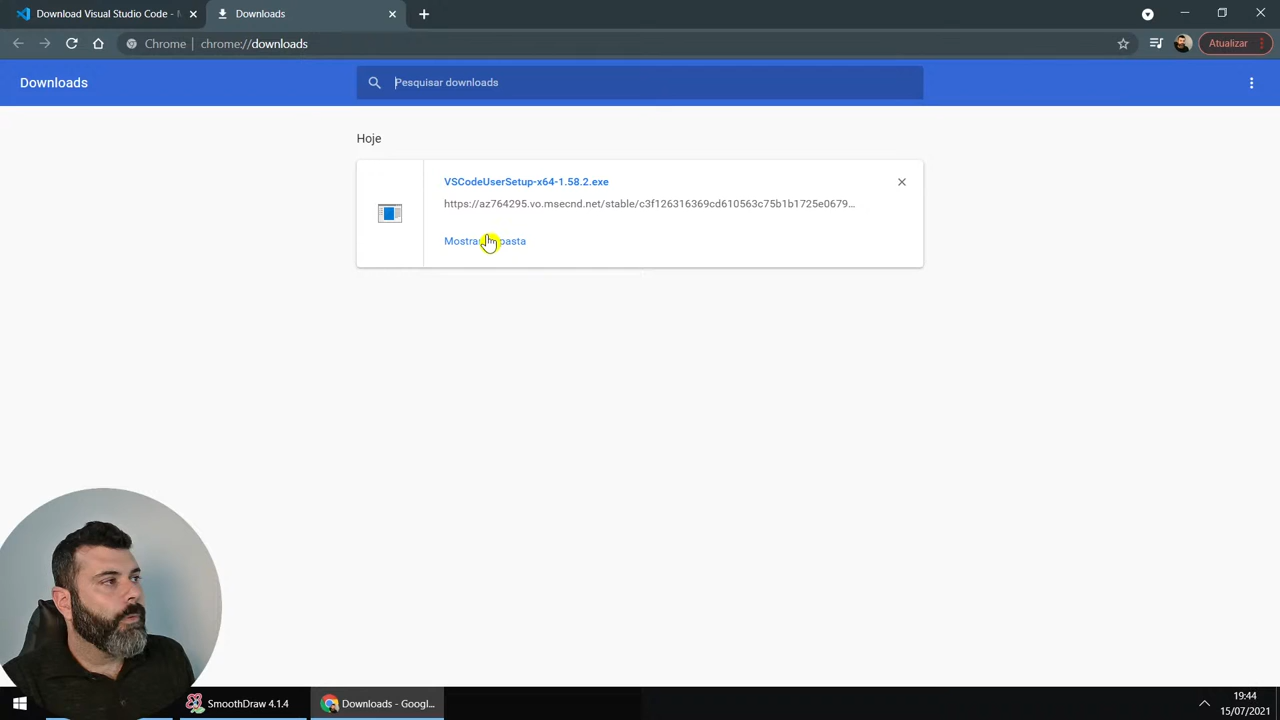 Download Visual Studio Code -
Downloads
Chrome
chrome://downloads
Atualizar
Downloads
Pesquisar downloads
Hoje
VSCodeUserSetup-x64-1.58.2.exe
https://az764295.vo.msecnd.net/stable/c3f126316369cd610563c75b1b1725e0679...
Mostrar pasta
SmoothDraw 4.1.4
Downloads - Googl...
19:44
15/07/2021